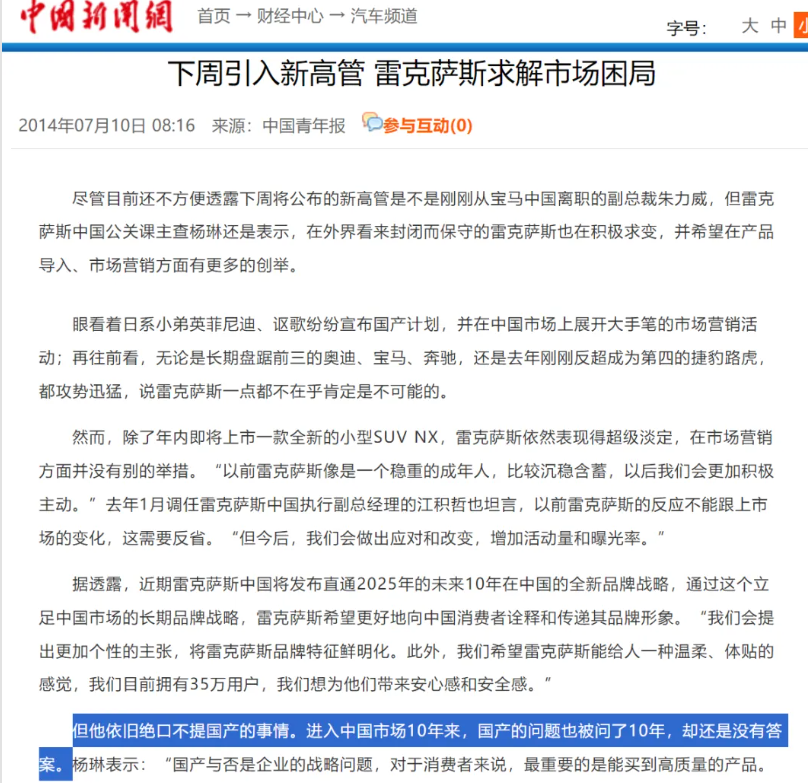 中国新闻網
首页 → 财经中心 → 汽车频道
字号： 大 中 小
下周引入新高管 雷克萨斯求解市场困局
2014年07月10日 08:16 来源：中国青年报 参与互动(0)
尽管目前还不方便透露下周将公布的新高管是不是刚刚从宝马中国离职的副总裁朱力威，但雷克
萨斯中国公关课主查杨琳还是表示，在外界看来封闭而保守的雷克萨斯也在积极求变，并希望在产品
导入、市场营销方面有更多的创举。
眼看着日系小弟英菲尼迪、讴歌纷纷宣布国产计划，并在中国市场上展开大手笔的市场营销活
动；再往前看，无论是长期盘踞前三的奥迪、宝马、奔驰，还是去年刚刚反超成为第四的捷豹路虎，
都攻势迅猛，说雷克萨斯一点都不在乎肯定是不可能的。
然而，除了年内即将上市一款全新的小型SUV NX，雷克萨斯依然表现得超级淡定，在市场营销
方面并没有别的举措。“以前雷克萨斯像是一个稳重的成年人，比较沉稳含蓄，以后我们会更加积极
主动。”去年1月调任雷克萨斯中国执行副总经理的江积哲也坦言，以前雷克萨斯的反应不能跟上市
场的变化，这需要反省。“但今后，我们会做出应对和改变，增加活动量和曝光率。”
据透露，近期雷克萨斯中国将发布直通2025年的未来10年在中国的全新品牌战略，通过这个立
足中国市场的长期品牌战略，雷克萨斯希望更好地向中国消费者诠释和传递其品牌形象。“我们会提
出更加个性的主张，将雷克萨斯品牌特征鲜明化。此外，我们希望雷克萨斯能给人一种温柔、体贴的
感觉，我们目前拥有35万用户，我们想为他们带来安心感和安全感。”
但他依旧绝口不提国产的事情。进入中国市场10年来，国产的问题也被问了10年，却还是没有答
案。杨琳表示：“国产与否是企业的战略问题，对于消费者来说，最重要的是能买到高质量的产品。